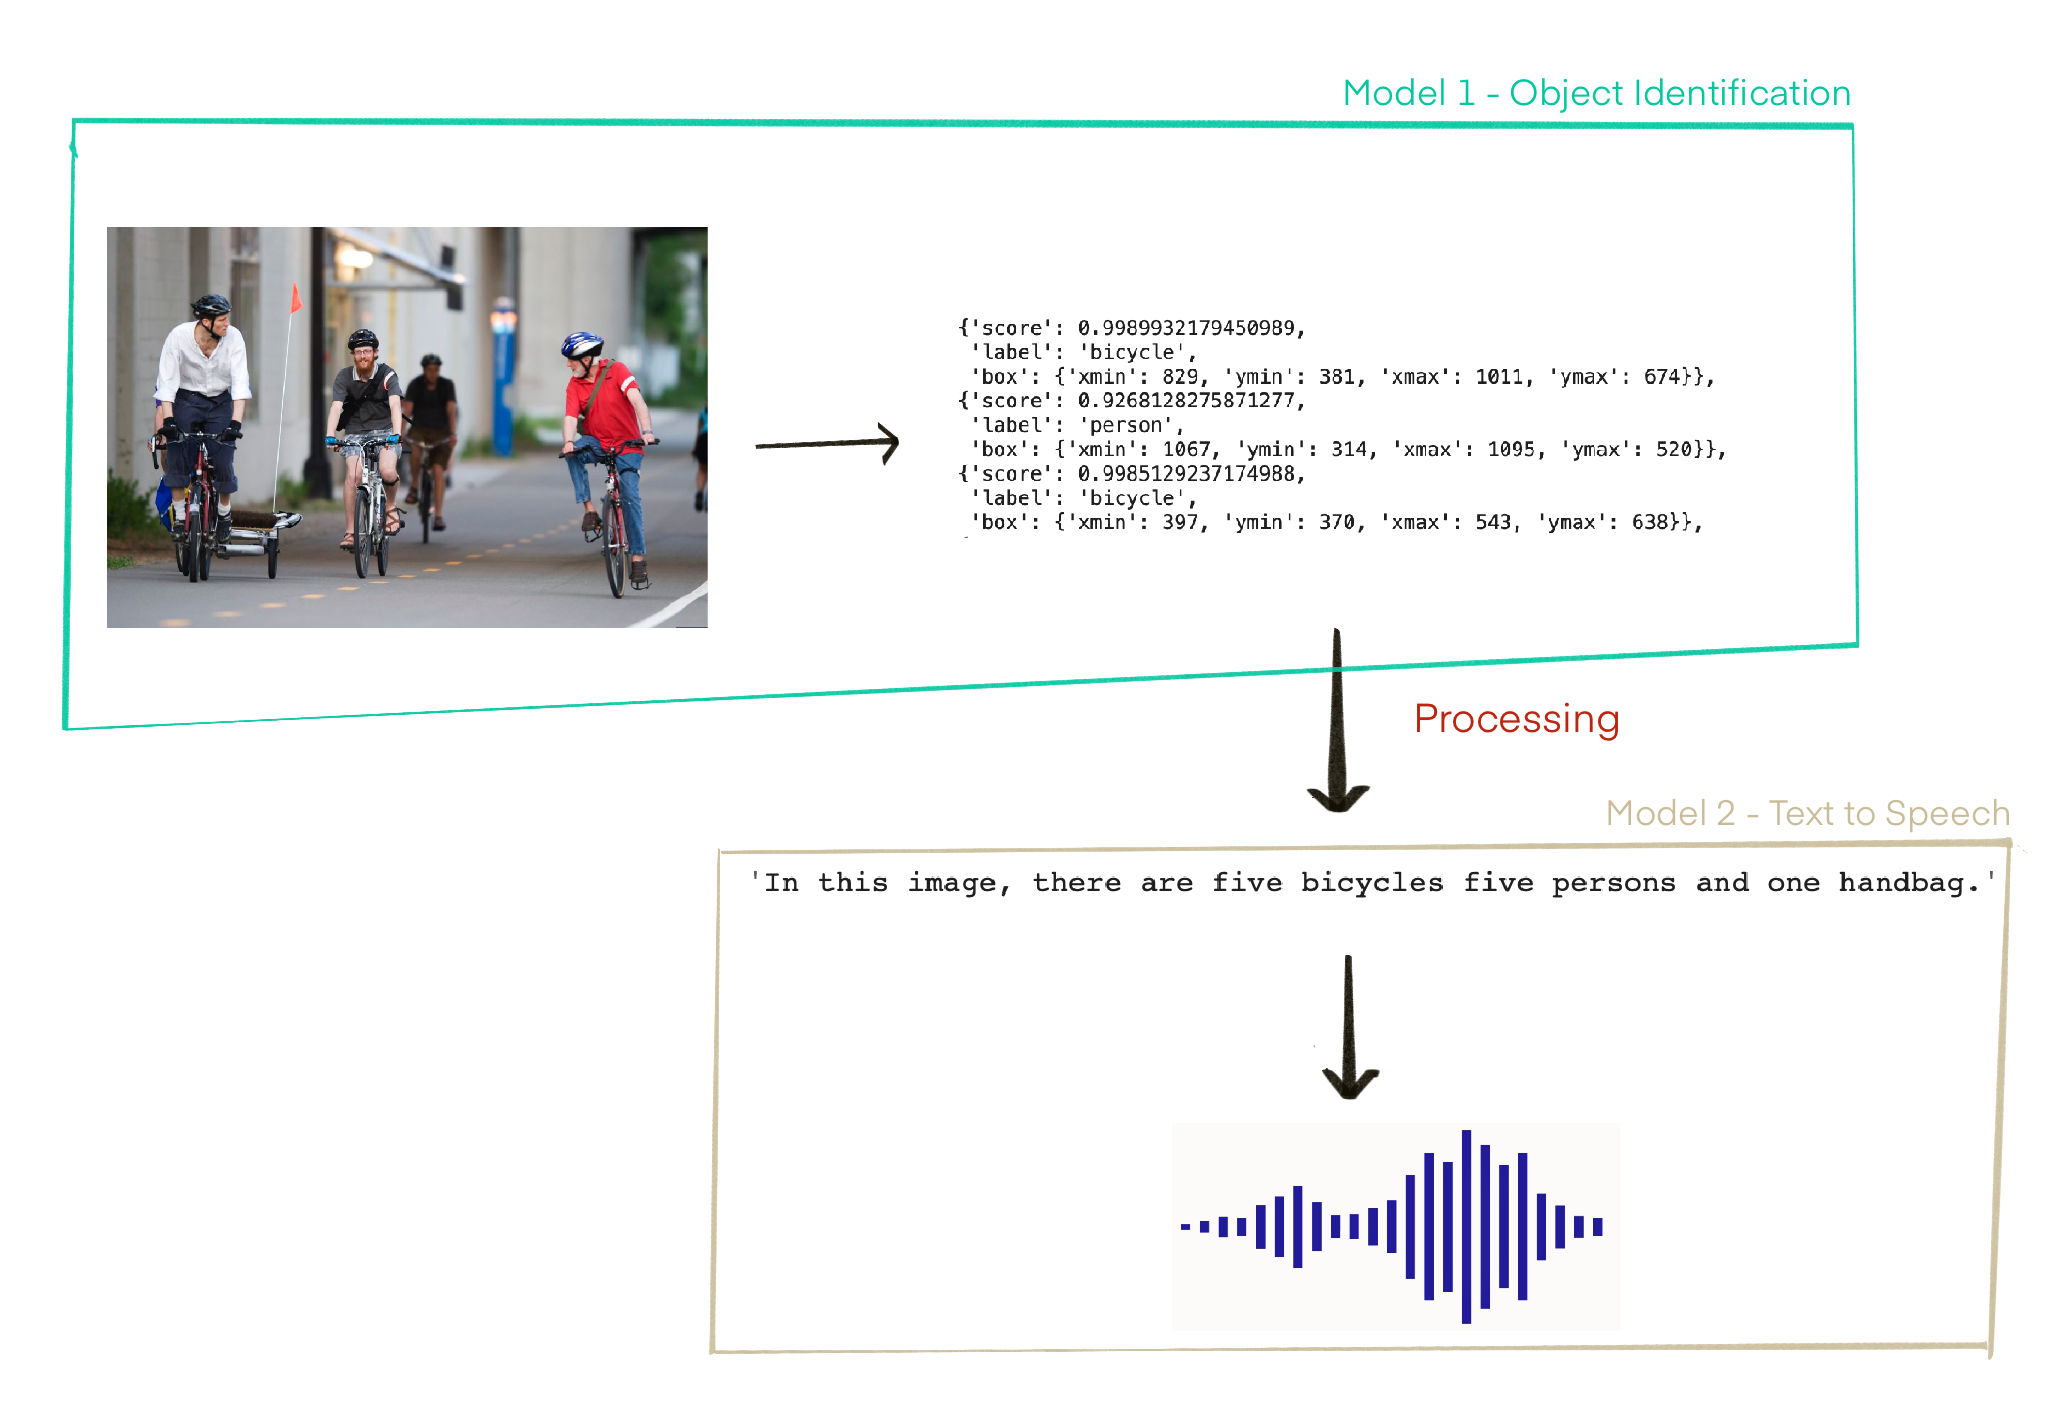 Model 1 - Object Identification
{'score': 0.9989932179450989,
'label': 'bicycle',
'box': {'xmin': 829, 'ymin': 381, 'xmax': 1011, 'ymax': 674}},
{'score': 0.9268128275871277,
'label': 'person',
'box': {'xmin': 1067, 'ymin': 314, 'xmax': 1095, 'ymax': 520}},
{'score': 0.9985129237174988,
'label': 'bicycle',
'box': {'xmin': 397, 'ymin': 370, 'xmax': 543, 'ymax': 638}},
Processing
Model 2 - Text to Speech
'In this image, there are five bicycles five persons and one handbag.'